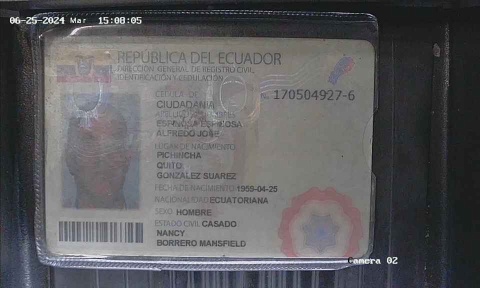 06-25-2024 Mar 15:08:05
REPÚBLICA DEL ECUADOR
DIRECCIÓN GENERAL DE REGISTRO CIVIL,
IDENTIFICACIÓN Y CEDULACIÓN
CÉDULA DE
170504927-6
CIUDADANÍA
APELLIDOS Y NOMBRES
ESPINOSA ESPINOSA
ALFREDO JOSE
LUGAR DE NACIMIENTO
PICHINCHA
QUITO
GONZALEZ SUAREZ
FECHA DE NACIMIENTO 1959-04-25
NACIONALIDAD ECUATORIANA
SEXO HOMBRE
ESTADO CIVIL CASADO
NANCY
BORRERO MANSFIELD
Camera 02